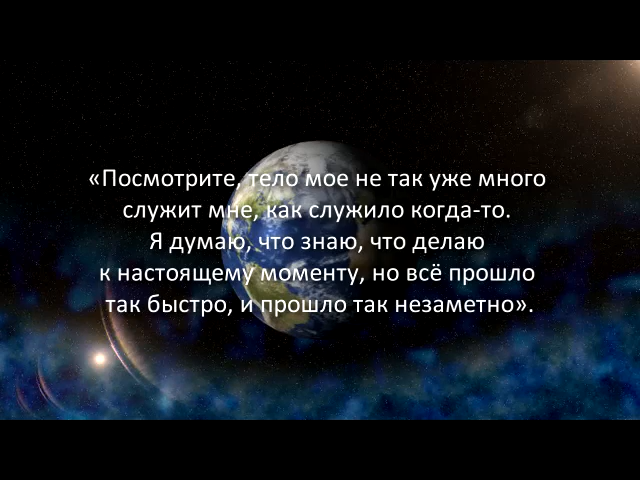 «Посмотрите, тело мое не так уже много
служит мне, как служило когда-то.
Я думаю, что знаю, что делаю
к настоящему моменту, но всё прошло
так быстро, и прошло так незаметно».